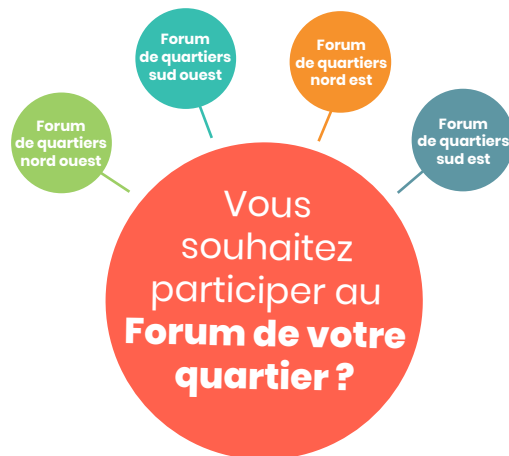 Forum
de quartiers
nord ouest
Forum
de quartiers
sud ouest
Forum
de quartiers
nord est
Forum
de quartiers
sud est
Vous
souhaitez
participer au
Forum de votre
quartier ?